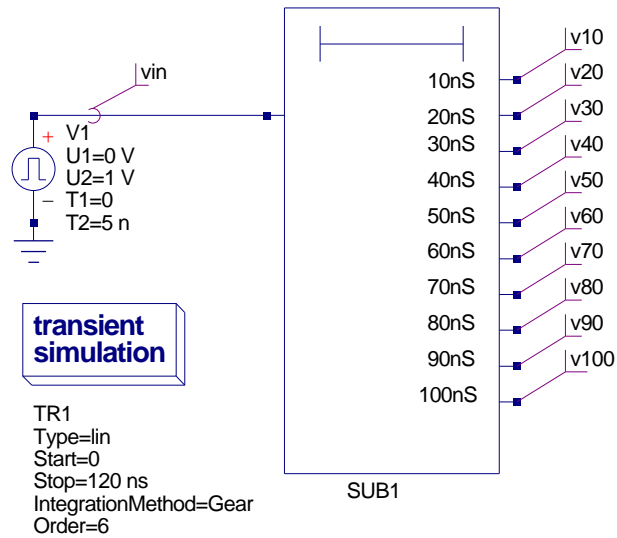 vin
+ V1
U1=0 V
U2=1 V
− T1=0
T2=5 n
10nS
20nS
30nS
40nS
50nS
60nS
70nS
80nS
90nS
100nS
v10
v20
v30
v40
v50
v60
v70
v80
v90
v100
SUB1
transient
simulation
TR1
Type=lin
Start=0
Stop=120 ns
IntegrationMethod=Gear
Order=6